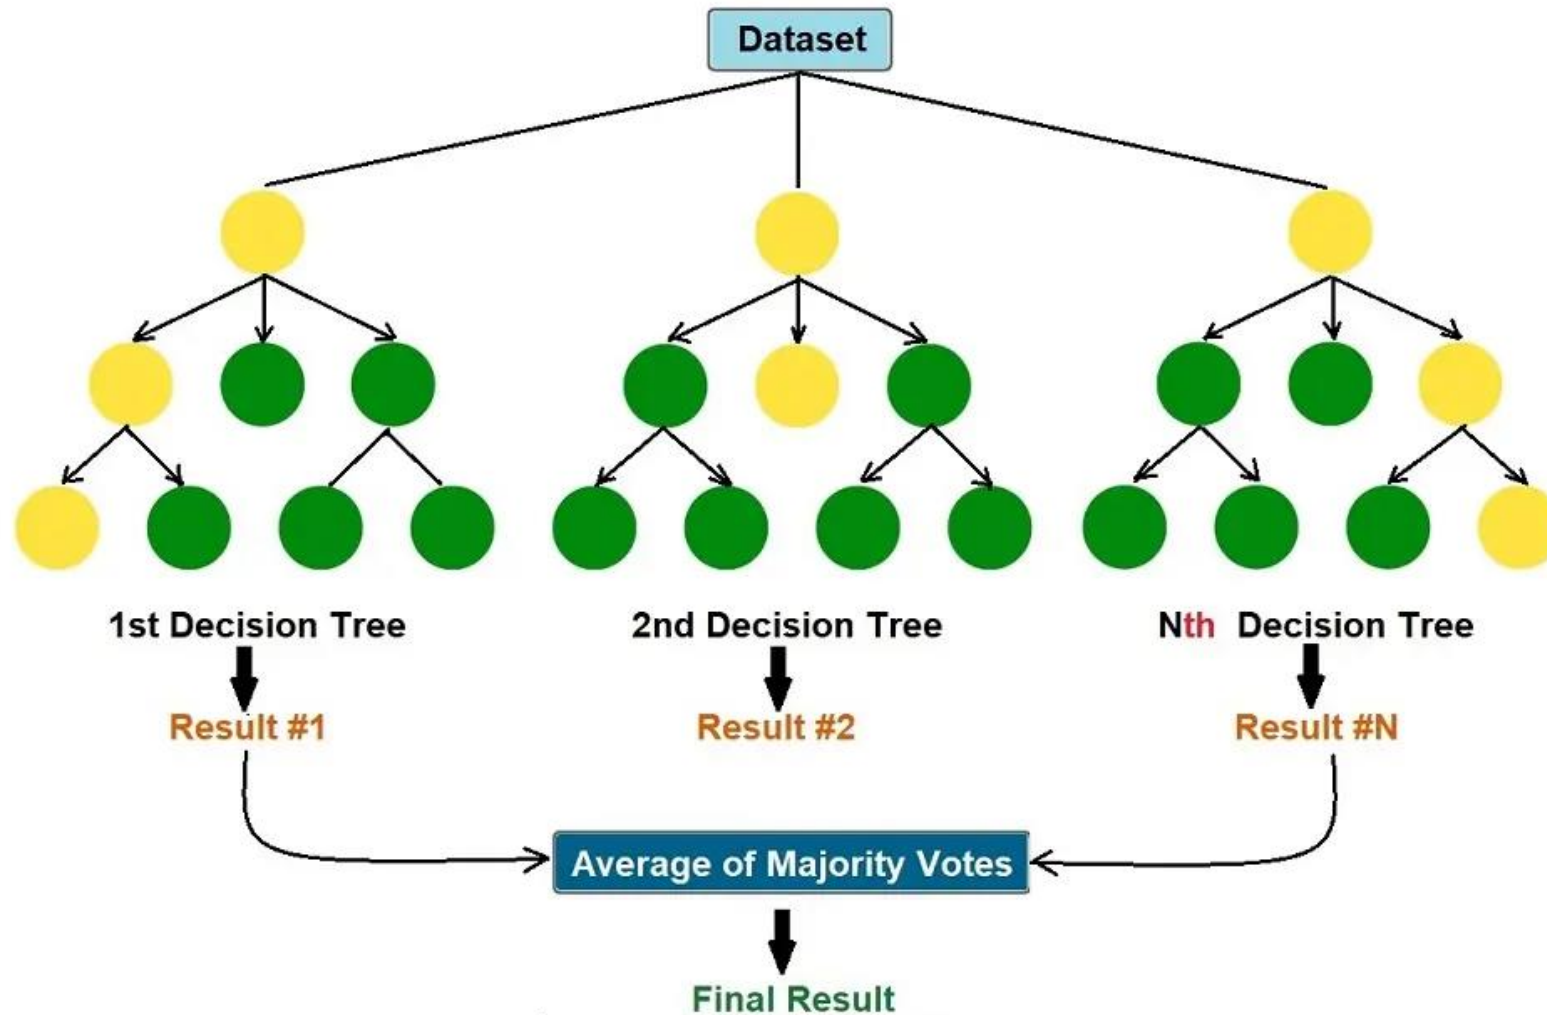 Dataset
1st Decision Tree
2nd Decision Tree
Nth Decision Tree
Result #1
Result #2
Result #N
Average of Majority Votes
Final Result